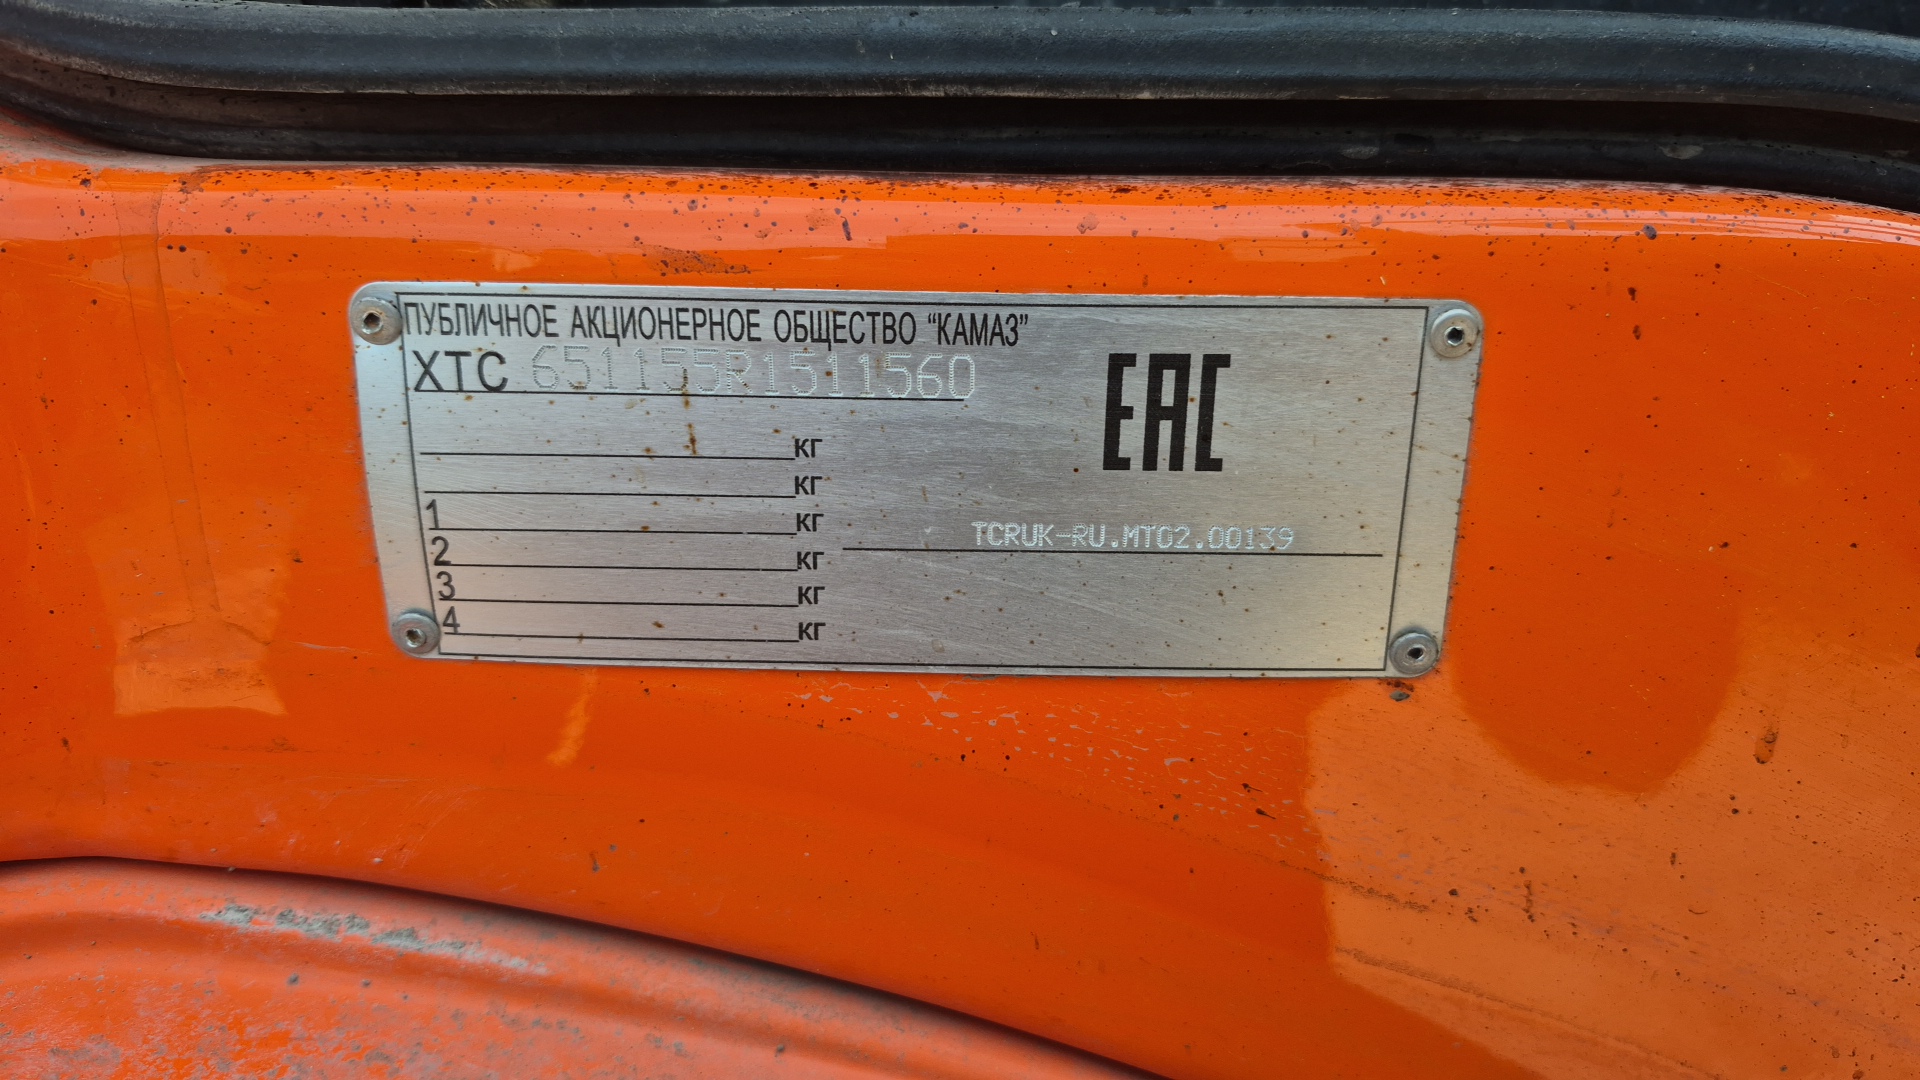 ПУБЛИЧНОЕ АКЦИОНЕРНОЕ ОБЩЕСТВО “КАМАЗ”
XTC 651155R1511560
EAC
КГ
КГ
1 КГ
2 КГ
3 КГ
4 КГ
TCRUK-RU.MT02.00139